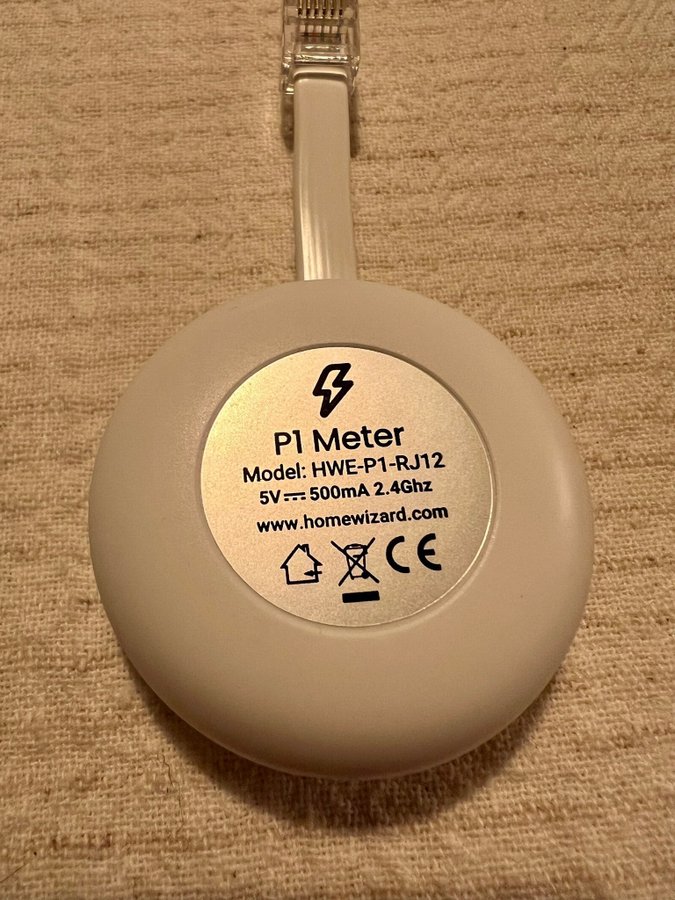 P1 Meter
Model: HWE-P1-RJ12
5V⎓500mA 2.4Ghz
www.homewizard.com
CE